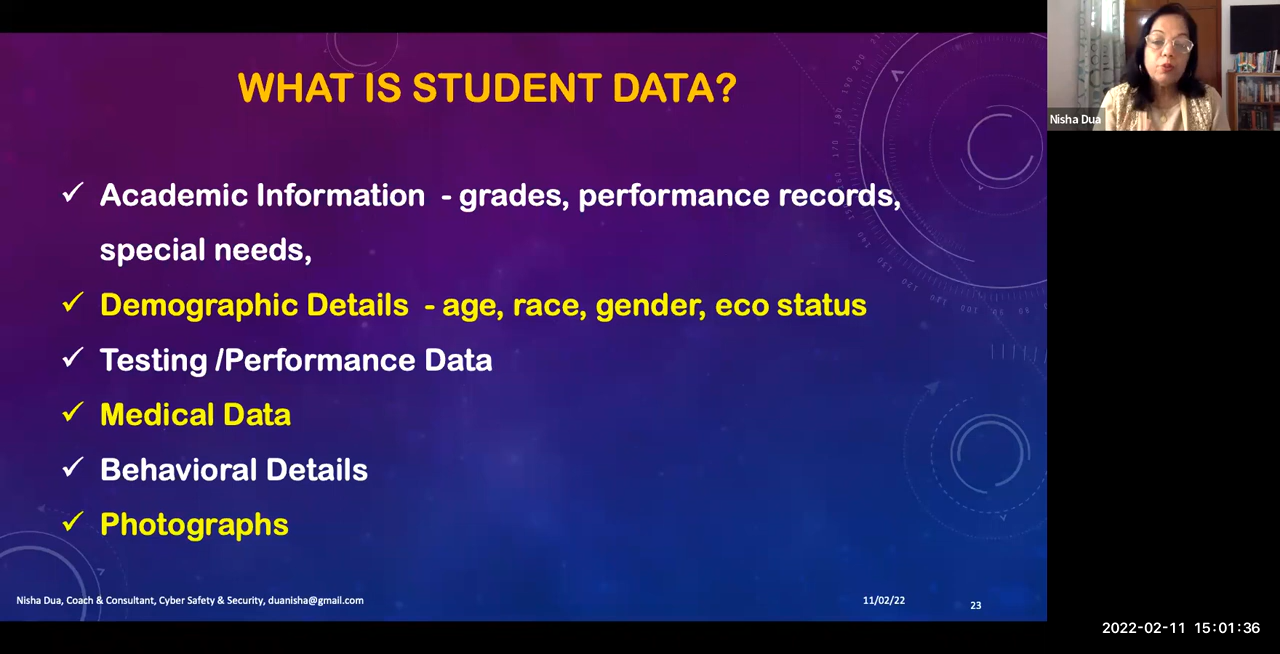 WHAT IS STUDENT DATA?
✓ Academic Information - grades, performance records,
special needs,
✓ Demographic Details - age, race, gender, eco status
✓ Testing /Performance Data
✓ Medical Data
✓ Behavioral Details
✓ Photographs
Nisha Dua, Coach & Consultant, Cyber Safety & Security, duanisha@gmail.com
11/02/22
23
Nisha Dua
2022-02-11 15:01:36